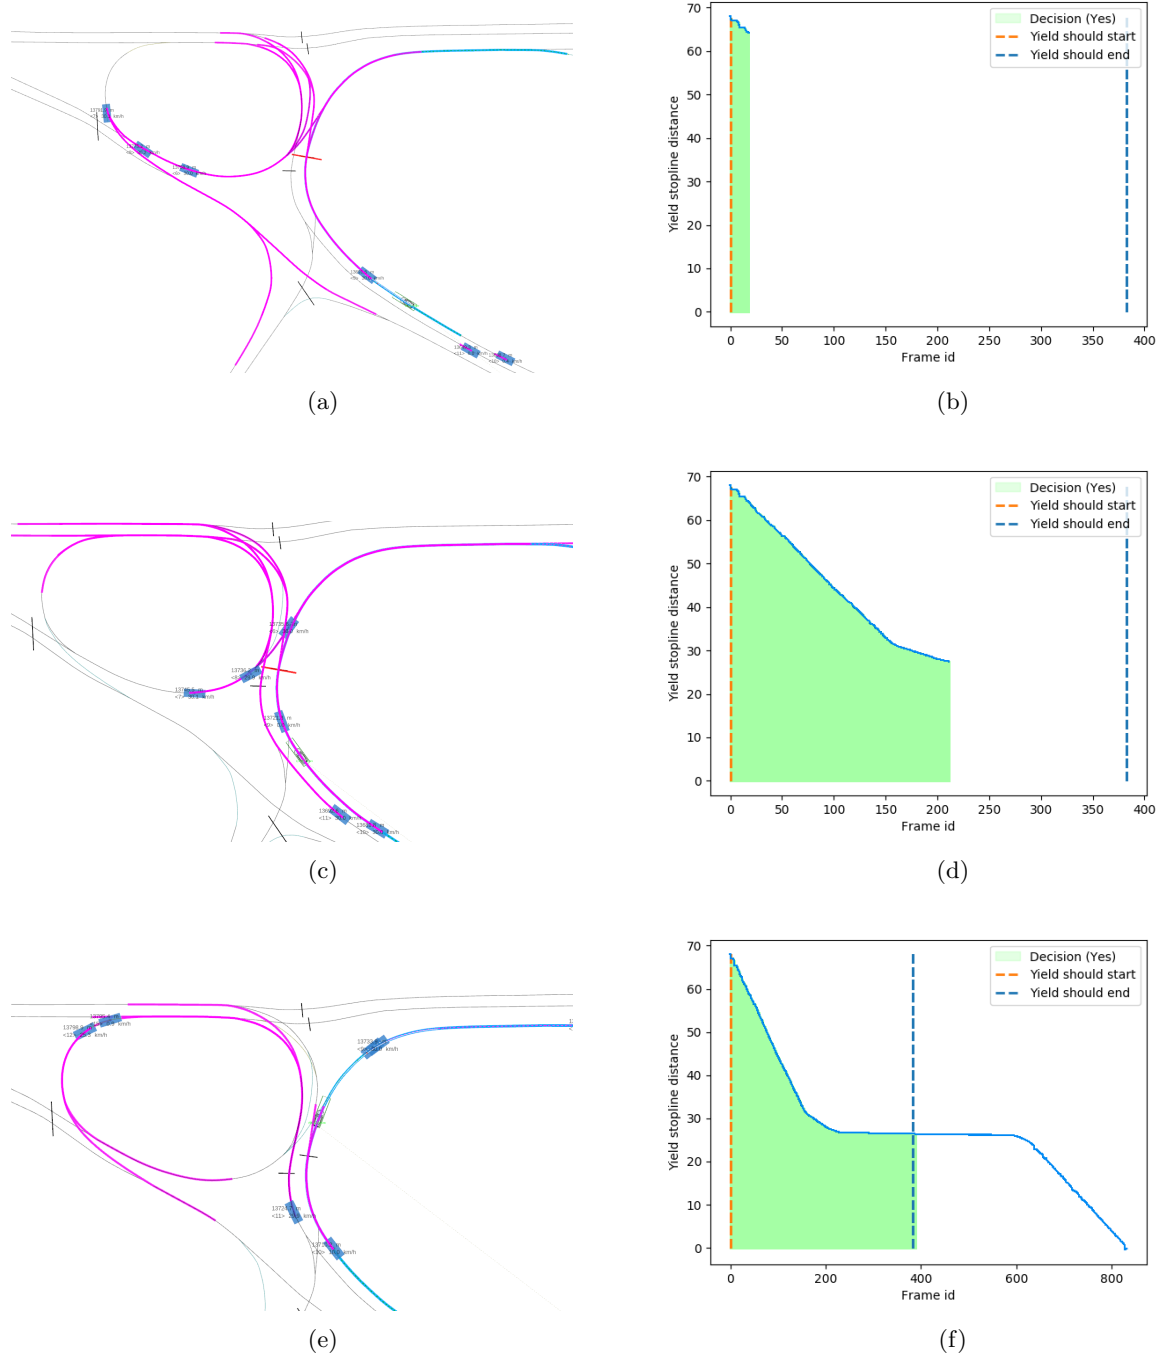 70
60
50
40
30
20
10
0
Yield stopline distance
Decision (Yes)
Yield should start
Yield should end
0 50 100 150 200 250 300 350 400
Frame id
(a)
(b)
70
60
50
40
30
20
10
0
Yield stopline distance
Decision (Yes)
Yield should start
Yield should end
0 50 100 150 200 250 300 350 400
Frame id
(c)
(d)
70
60
50
40
30
20
10
0
Yield stopline distance
Decision (Yes)
Yield should start
Yield should end
0 200 400 600 800
Frame id
(e)
(f)